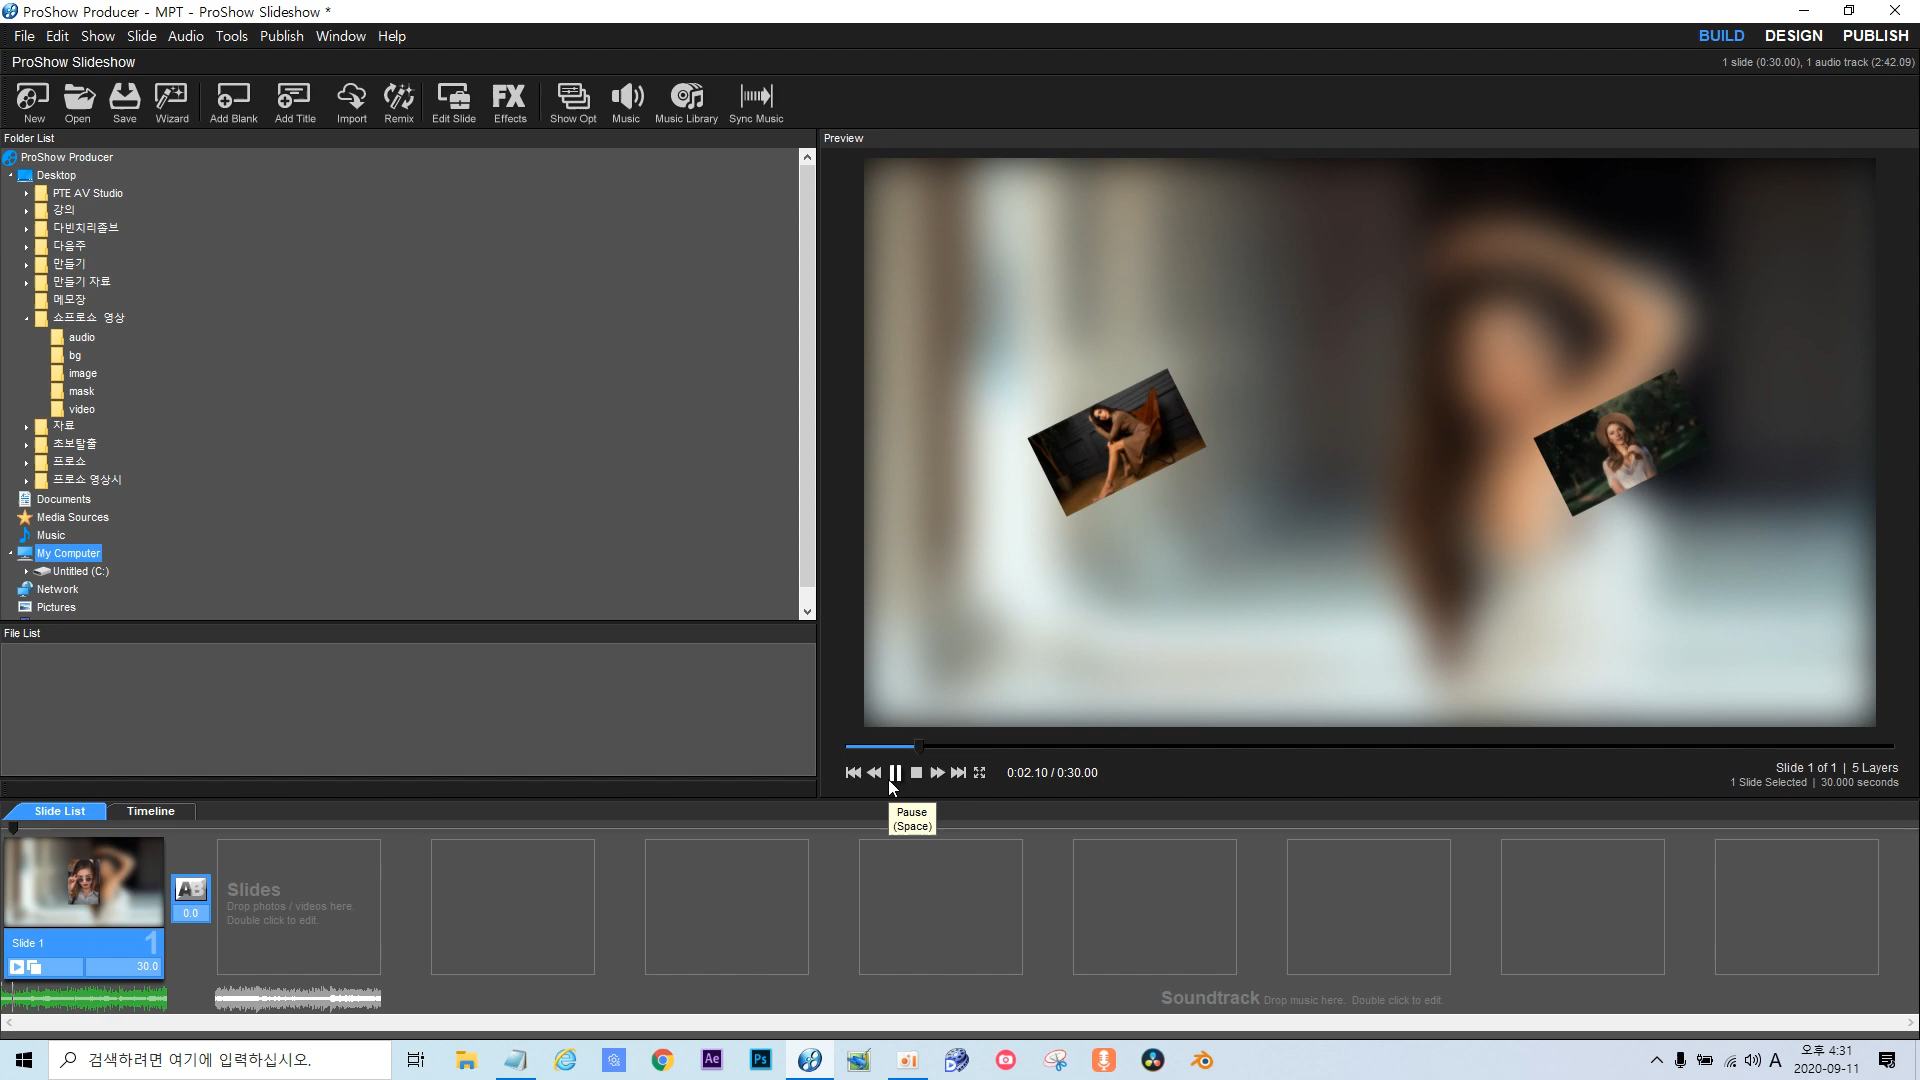 ProShow Producer - MPT - ProShow Slideshow *
File Edit Show Slide Audio Tools Publish Window Help
BUILD DESIGN PUBLISH
ProShow Slideshow
1 slide (0:30.00), 1 audio track (2:42.09)
New Open Save Wizard Add Blank Add Title Import Remix Edit Slide FX Effects Show Opt Music Music Library Sync Music
Folder List
Preview
ProShow Producer
Desktop
PTE AV Studio
강의
다빈치리졸브
다음주
만들기
만들기 자료
메모장
쇼프로쇼 영상
audio
bg
image
mask
video
자료
초보탈출
프로쇼
프로쇼 영상시
Documents
Media Sources
Music
My Computer
Untitled (C:)
Network
Pictures
File List
0:02.10 / 0:30.00
Slide 1 of 1 | 5 Layers
1 Slide Selected | 30.000 seconds
Pause
(Space)
Slide List Timeline
AB
0.0
Slides
Drop photos / videos here.
Double click to edit.
Slide 1
1
30.0
Soundtrack Drop music here. Double click to edit.
검색하려면 여기에 입력하십시오.
Ae
Ps
A
오후 4:31
2020-09-11